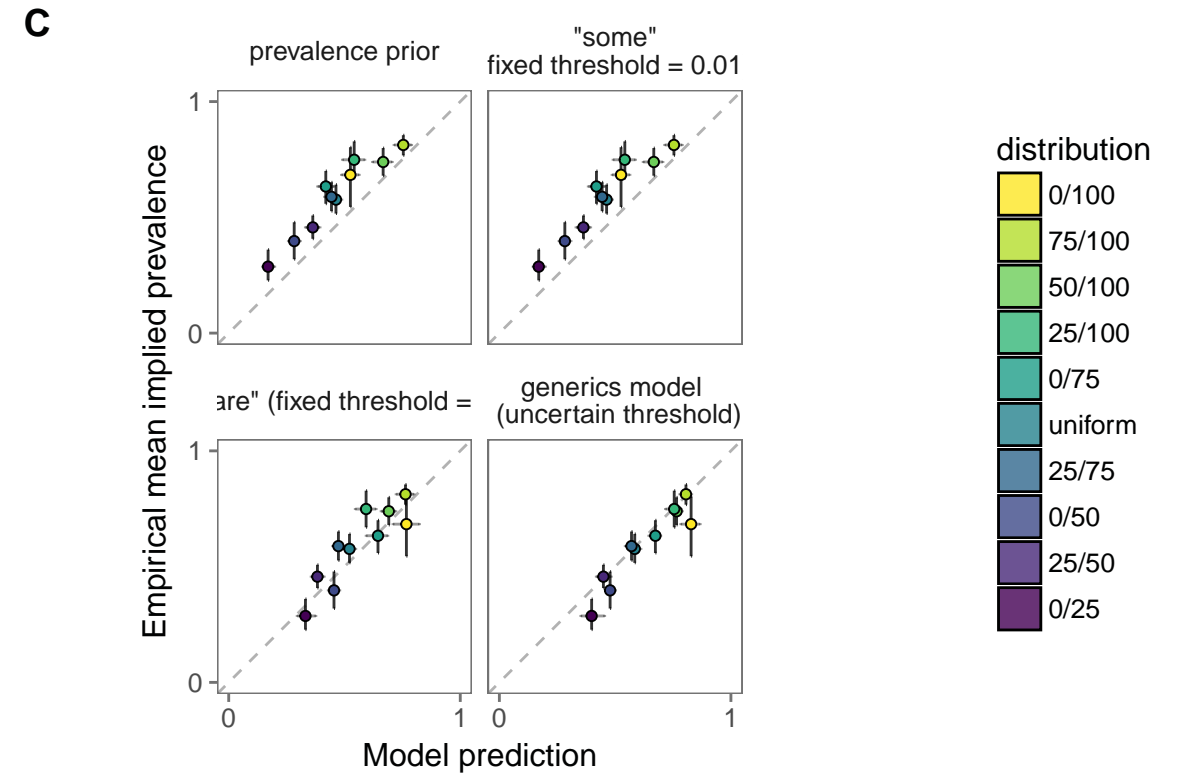 C
prevalence prior
"some"
fixed threshold = 0.01
1
0
are" (fixed threshold =
generics model
(uncertain threshold)
1
0
0
1
0
1
Empirical mean implied prevalence
Model prediction
distribution
0/100
75/100
50/100
25/100
0/75
uniform
25/75
0/50
25/50
0/25